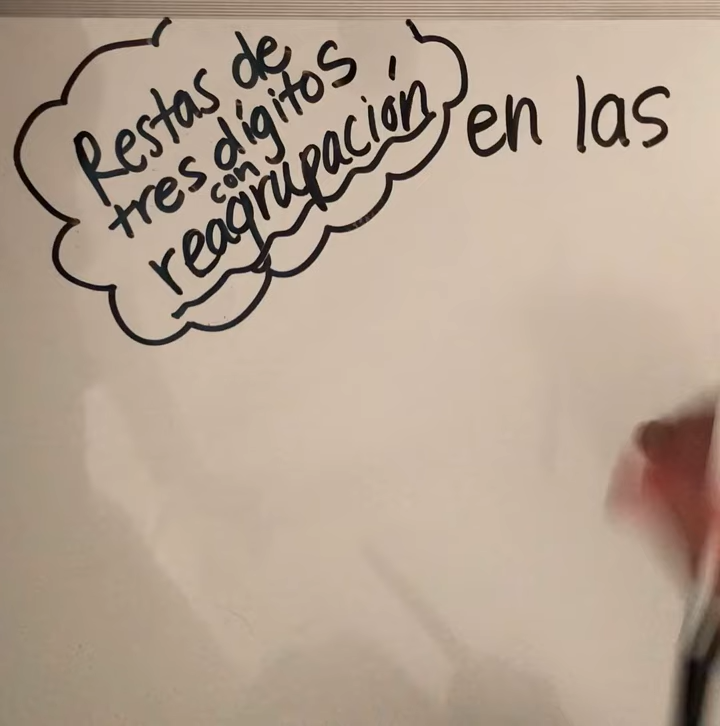 Restas de
tres dígitos
con
reagrupación
en las